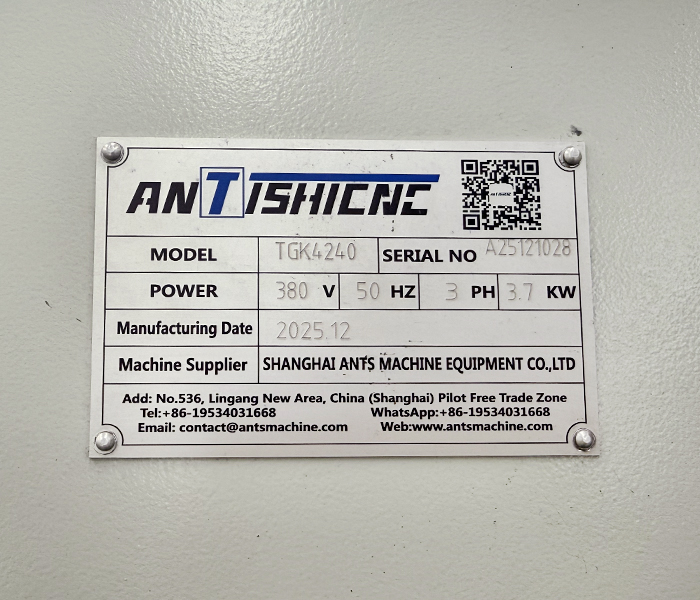 ANTISHICNC
MODEL TGK4240 SERIAL NO A25121028
POWER 380 V 50 HZ 3 PH 3.7 KW
Manufacturing Date 2025.12
Machine Supplier SHANGHAI ANTS MACHINE EQUIPMENT CO.,LTD
Add: No.536, Lingang New Area, China (Shanghai) Pilot Free Trade Zone
Tel:+86-19534031668 WhatsApp:+86-19534031668
Email: contact@antsmachine.com Web:www.antsmachine.com